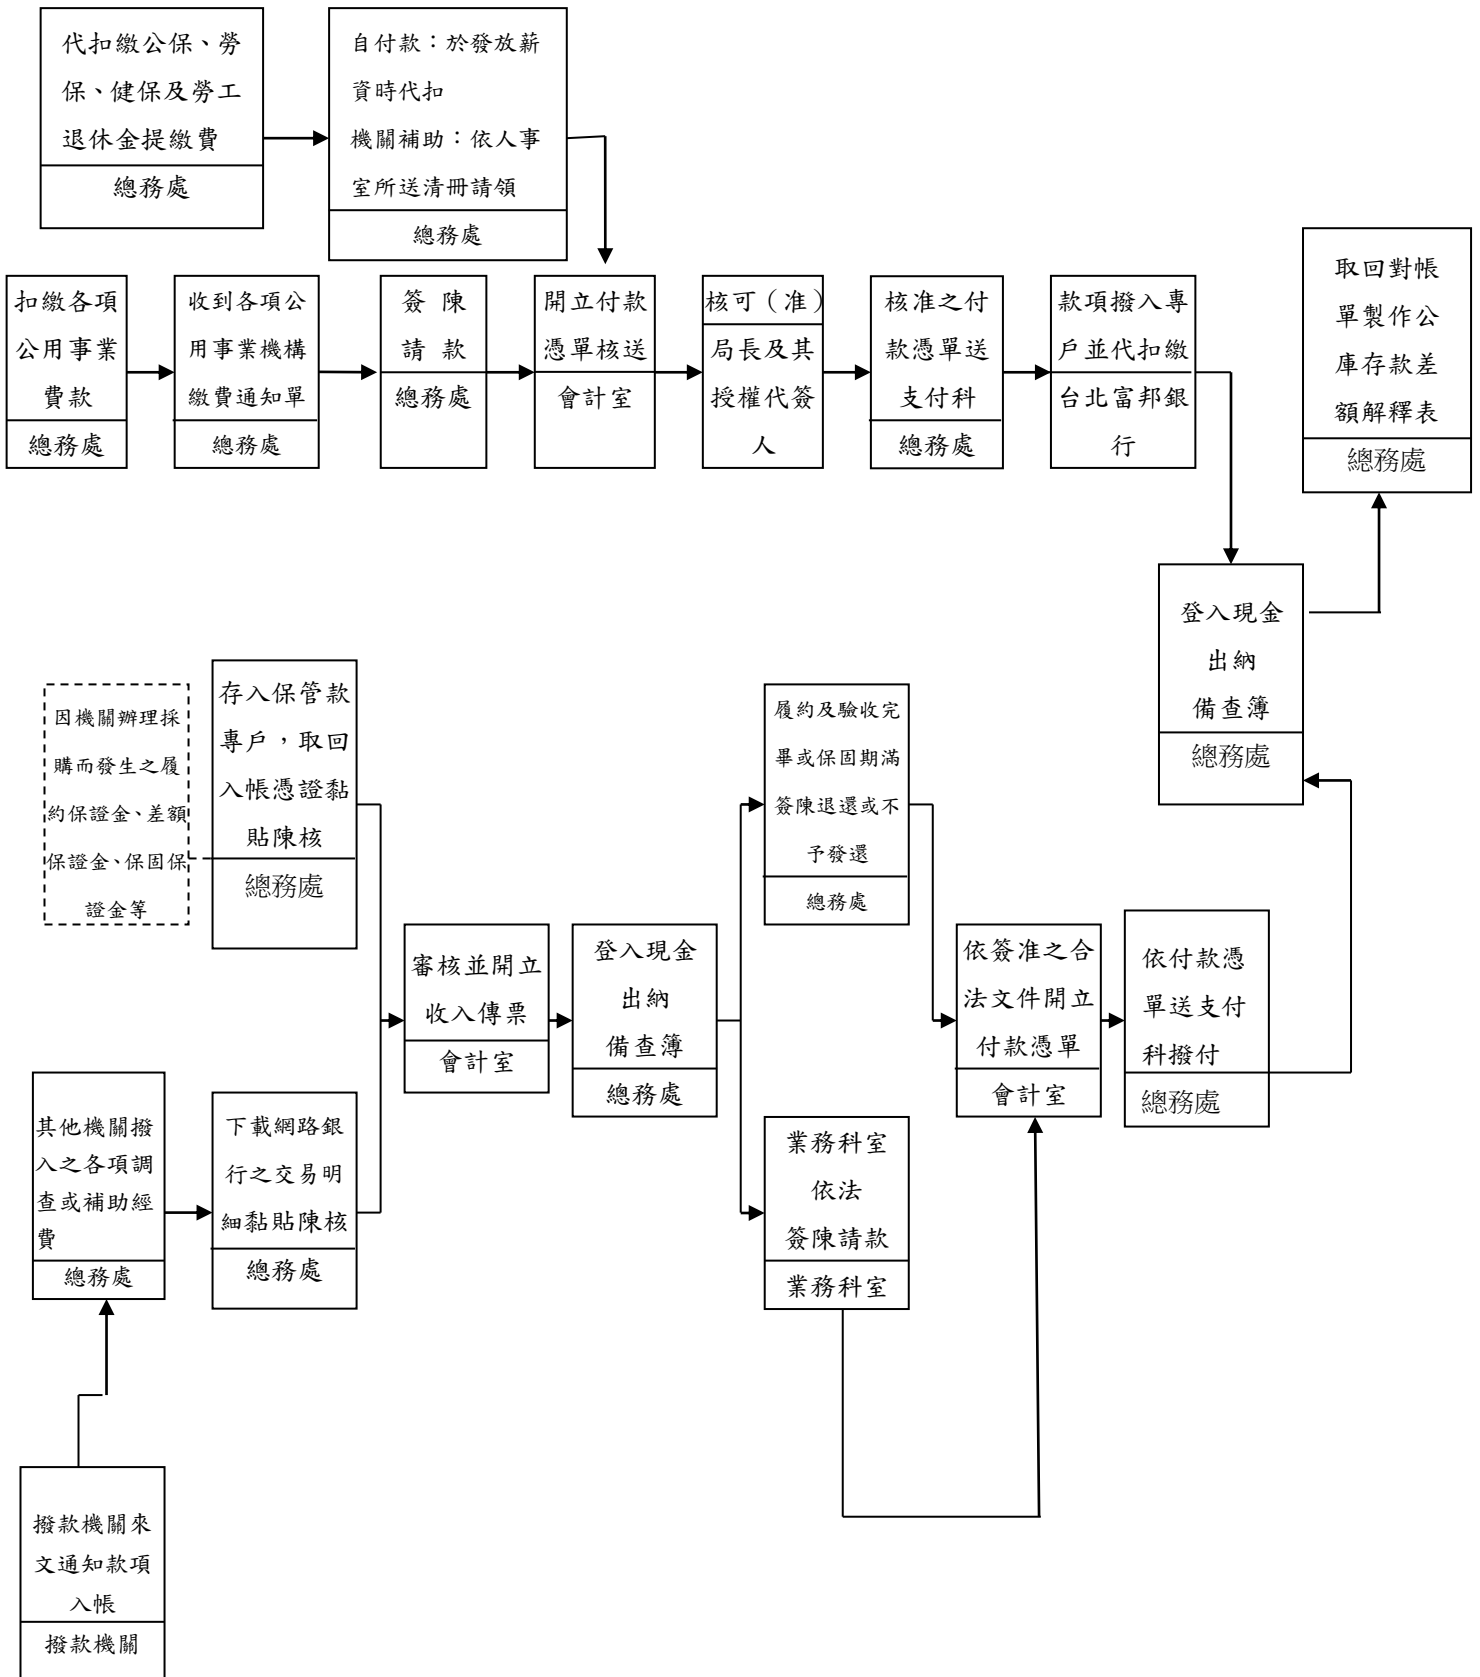 代扣繳公保、勞
保、健保及勞工
退休金提繳費
總務處
自付款：於發放薪
資時代扣
機關補助：依人事
室所送清冊請領
總務處
扣繳各項
公用事業
費款
總務處
收到各項公
用事業機構
繳費通知單
總務處
簽 陳
請 款
總務處
開立付款
憑單核送
會計室
核可（准）
局長及其
授權代簽
人
核准之付
款憑單送
支付科
總務處
款項撥入專
戶並代扣繳
台北富邦銀
行
取回對帳
單製作公
庫存款差
額解釋表
總務處
登入現金
出納
備查簿
總務處
因機關辦理採
購而發生之履
約保證金、差額
保證金、保固保
證金等
存入保管款
專戶，取回
入帳憑證黏
貼陳核
總務處
審核並開立
收入傳票
會計室
登入現金
出納
備查簿
總務處
履約及驗收完
畢或保固期滿
簽陳退還或不
予發還
總務處
依簽准之合
法文件開立
付款憑單
會計室
依付款憑
單送支付
科撥付
總務處
其他機關撥
入之各項調
查或補助經
費
總務處
下載網路銀
行之交易明
細黏貼陳核
總務處
業務科室
依法
簽陳請款
業務科室
撥款機關來
文通知款項
入帳
撥款機關